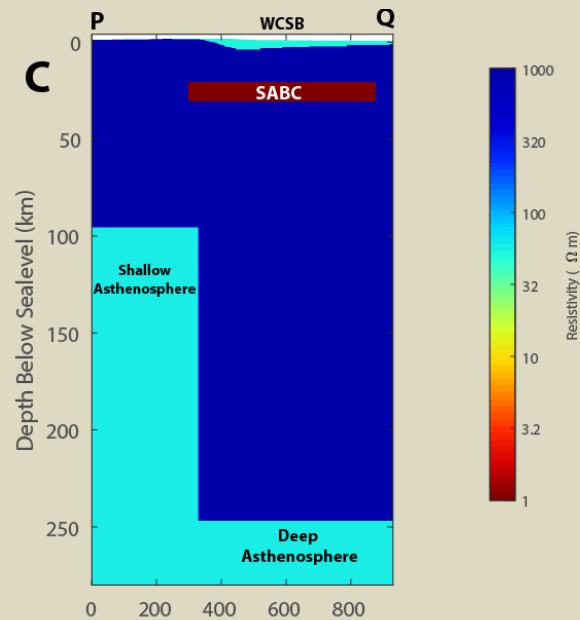 P WCSB Q
C
0
50
100
150
200
250
Depth Below Sealevel (km)
SABC
Shallow
Asthenosphere
Deep
Asthenosphere
0 200 400 600 800
1000
320
100
32
10
3.2
1
Resistivity ( Ω m)